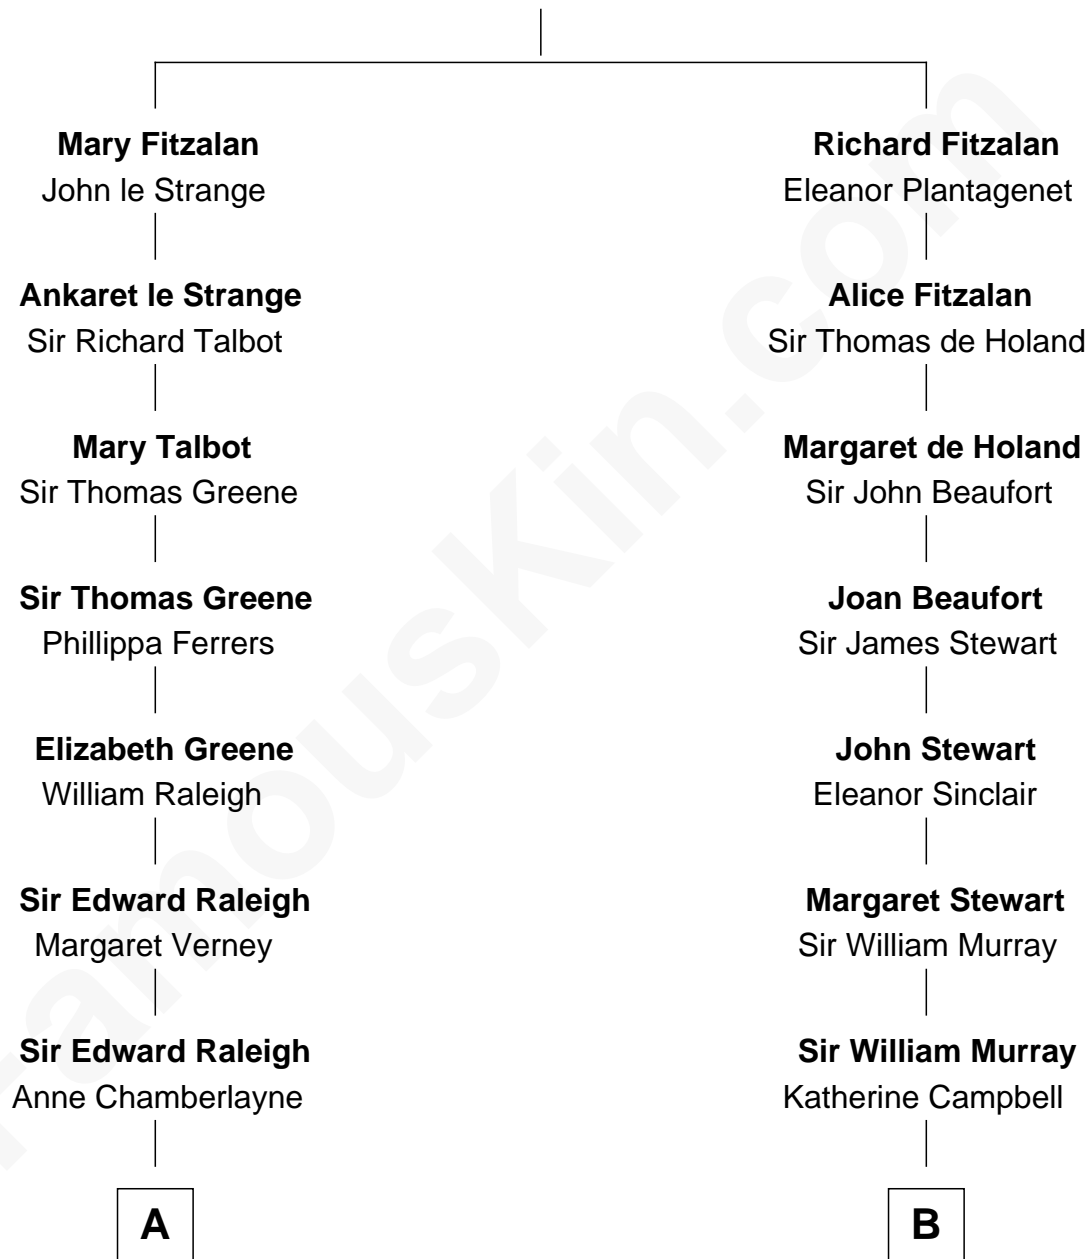 Mary Fitzalan
John le Strange
Ankaret le Strange
Sir Richard Talbot
Mary Talbot
Sir Thomas Greene
Sir Thomas Greene
Phillippa Ferrers
Elizabeth Greene
William Raleigh
Sir Edward Raleigh
Margaret Verney
Sir Edward Raleigh
Anne Chamberlayne
A
Richard Fitzalan
Eleanor Plantagenet
Alice Fitzalan
Sir Thomas de Holand
Margaret de Holand
Sir John Beaufort
Joan Beaufort
Sir James Stewart
John Stewart
Eleanor Sinclair
Margaret Stewart
Sir William Murray
Sir William Murray
Katherine Campbell
B
FamousKin.com